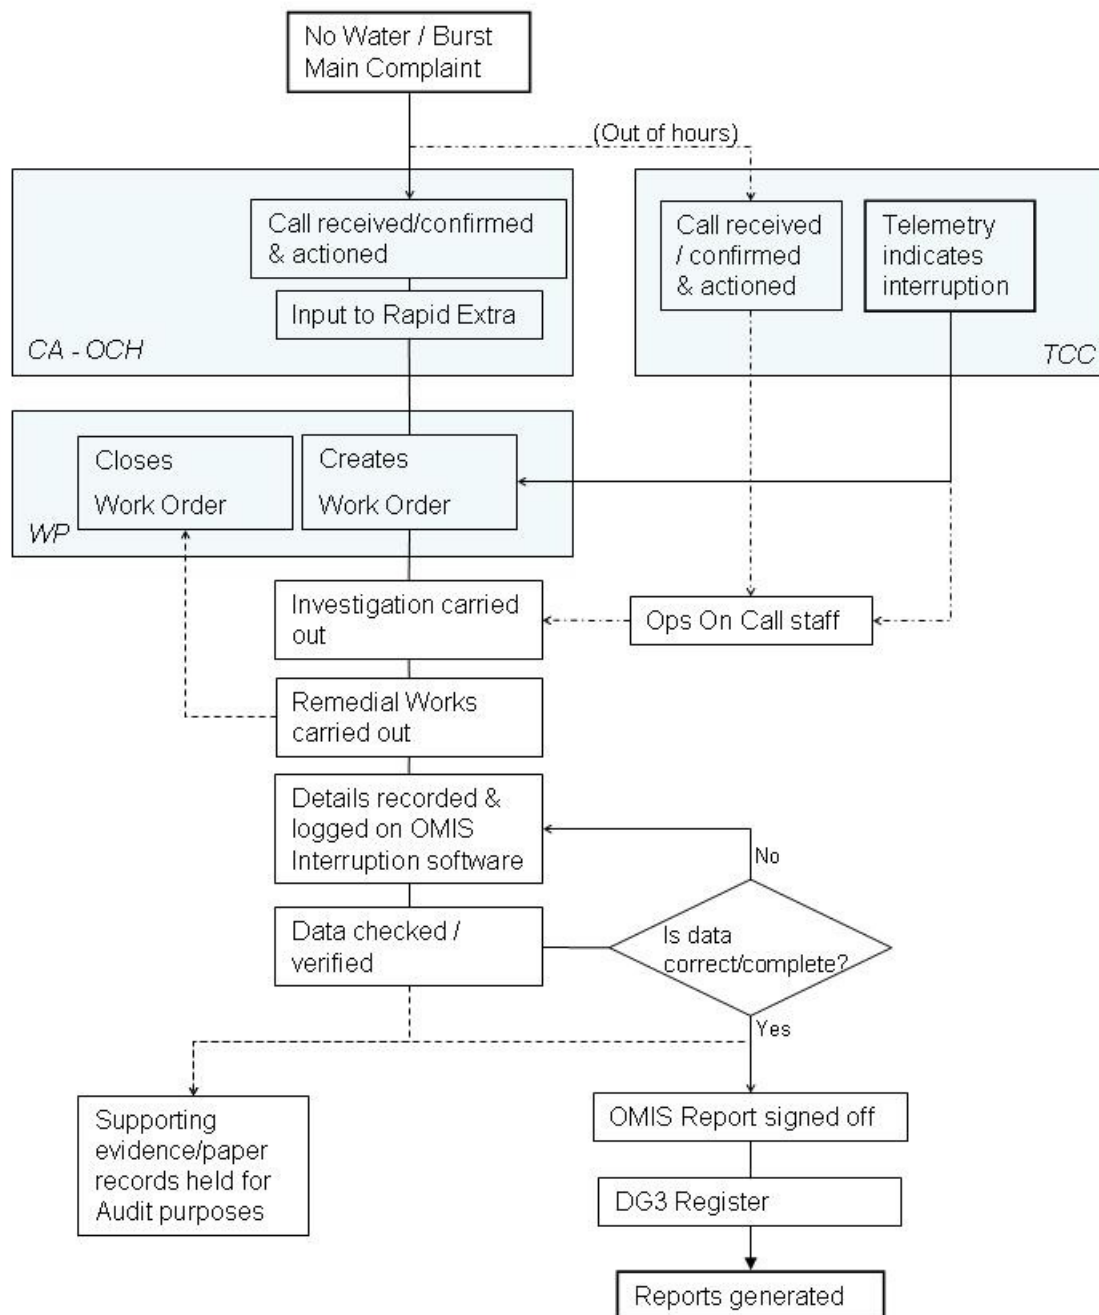 No Water / Burst
Main Complaint
(Out of hours)
Call received/confirmed
& actioned
Input to Rapid Extra
CA - OCH
Call received
/ confirmed
& actioned
Telemetry
indicates
interruption
TCC
Closes
Work Order
Creates
Work Order
WP
Investigation carried
out
Ops On Call staff
Remedial Works
carried out
Details recorded &
logged on OMIS
Interruption software
No
Data checked /
verified
Is data
correct/complete?
Yes
Supporting
evidence/paper
records held for
Audit purposes
OMIS Report signed off
DG3 Register
Reports generated